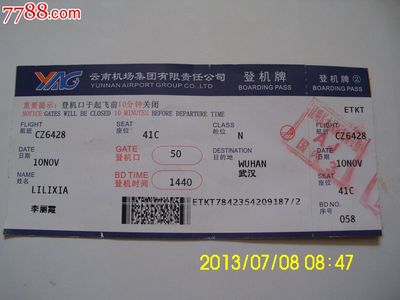 7788.com
YAG 云南机场集团有限责任公司 登机牌 登机牌②
YUNNAN AIRPORT GROUP CO.,LTD BOARDING PASS BOARDING PASS
重要提示:登机口于起飞前10分钟关闭 ETKT
NOTICE:GATES WILL BE CLOSED 10 MINUTES BEFORE DEPARTURE TIME
FLIGHT SEAT CLASS FLIGHT
航班 CZ6428 座位 41C 舱位 N 航班 CZ6428
DATE GATE DESTINATION DATE
日期 10NOV 登机口 50 目的地 WUHAN 日期 10NOV
武汉
NAME BD TIME SEAT
姓名 LILIXIA 登机时间 1440 座位 41C
李丽霞 ETKT7842354209187/2 BD NO.
序号 058
2013/07/08 08:47